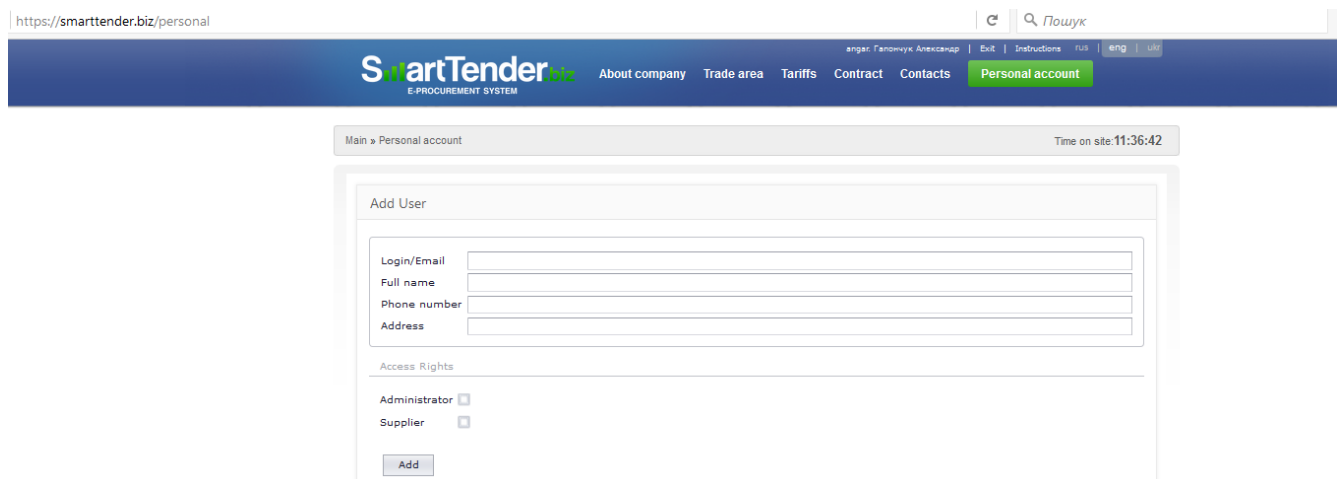 https://smarttender.biz/personal
Пошук
angar. Гапончук Александр | Exit | Instructions rus | eng | ukr
SmartTender.biz
E-PROCUREMENT SYSTEM
About company Trade area Tariffs Contract Contacts Personal account
Main » Personal account
Time on site:11:36:42
Add User
Login/Email
Full name
Phone number
Address
Access Rights
Administrator
Supplier
Add